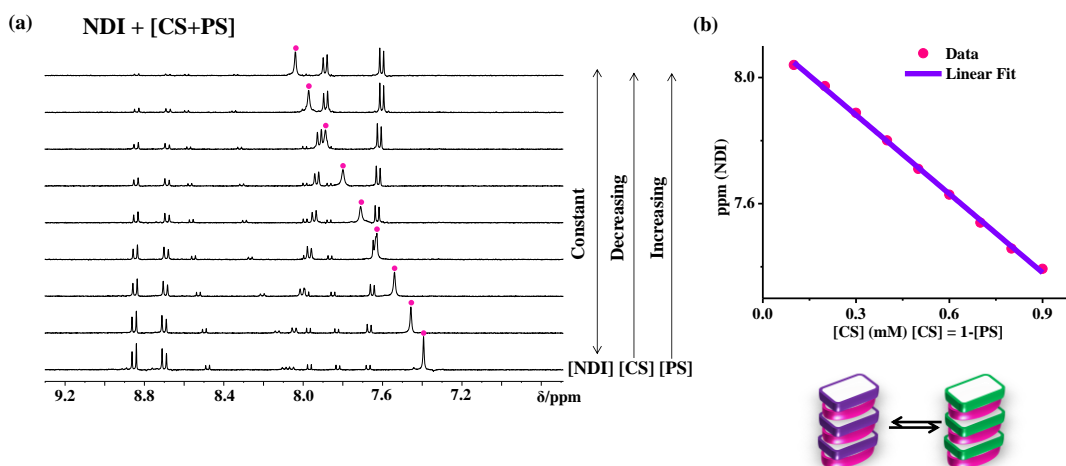 (a)
NDI + [CS+PS]
Constant
Decreasing
Increasing
[NDI] [CS] [PS]
9.2 8.8 8.4 8.0 7.6 7.2 δ/ppm
(b)
Data
Linear Fit
ppm (NDI)
8.0
7.6
0.0 0.3 0.6 0.9
[CS] (mM) [CS] = 1-[PS]